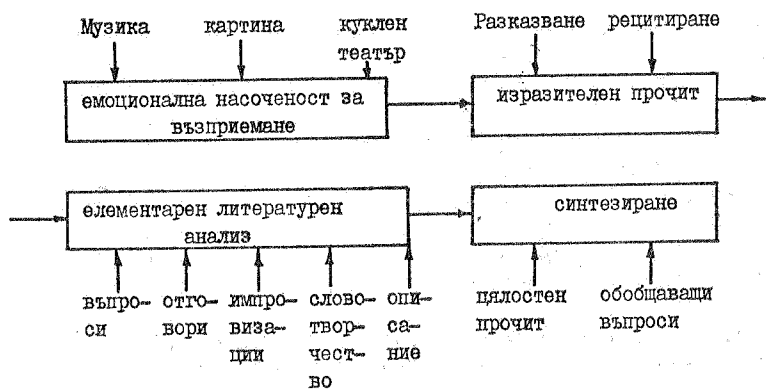 Музика картина куклен Разказване рецитиране
театър
емоционална насоченост за
възприемане
изразителен прочит
елементарен литературен
анализ
синтезиране
въпро-
си
отго-
вори
импро-
виза-
ции
слово-
твор-
чест-
во
опи-
са-
ние
цялостен
прочит
обобщаващи
въпроси